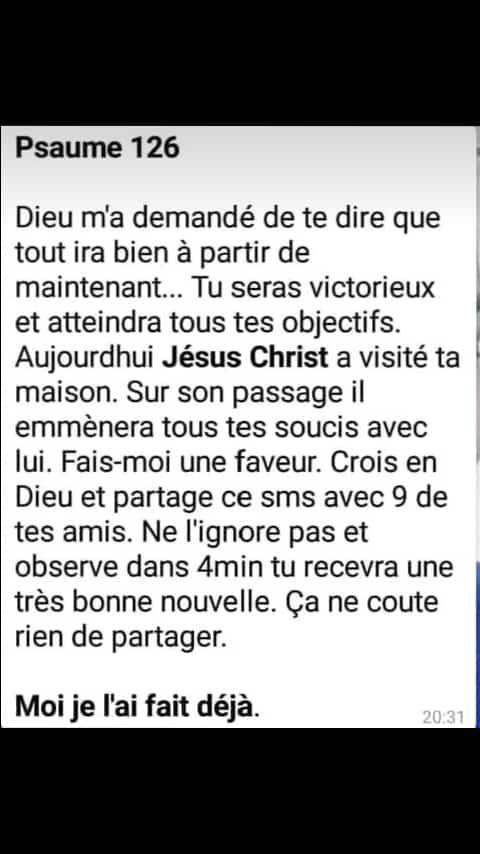 Psaume 126
Dieu m'a demandé de te dire que
tout ira bien à partir de
maintenant... Tu seras victorieux
et atteindra tous tes objectifs.
Aujourdhui Jésus Christ a visité ta
maison. Sur son passage il
emmènera tous tes soucis avec
lui. Fais-moi une faveur. Crois en
Dieu et partage ce sms avec 9 de
tes amis. Ne l'ignore pas et
observe dans 4min tu recevra une
très bonne nouvelle. Ça ne coute
rien de partager.
Moi je l'ai fait déjà.
20:31